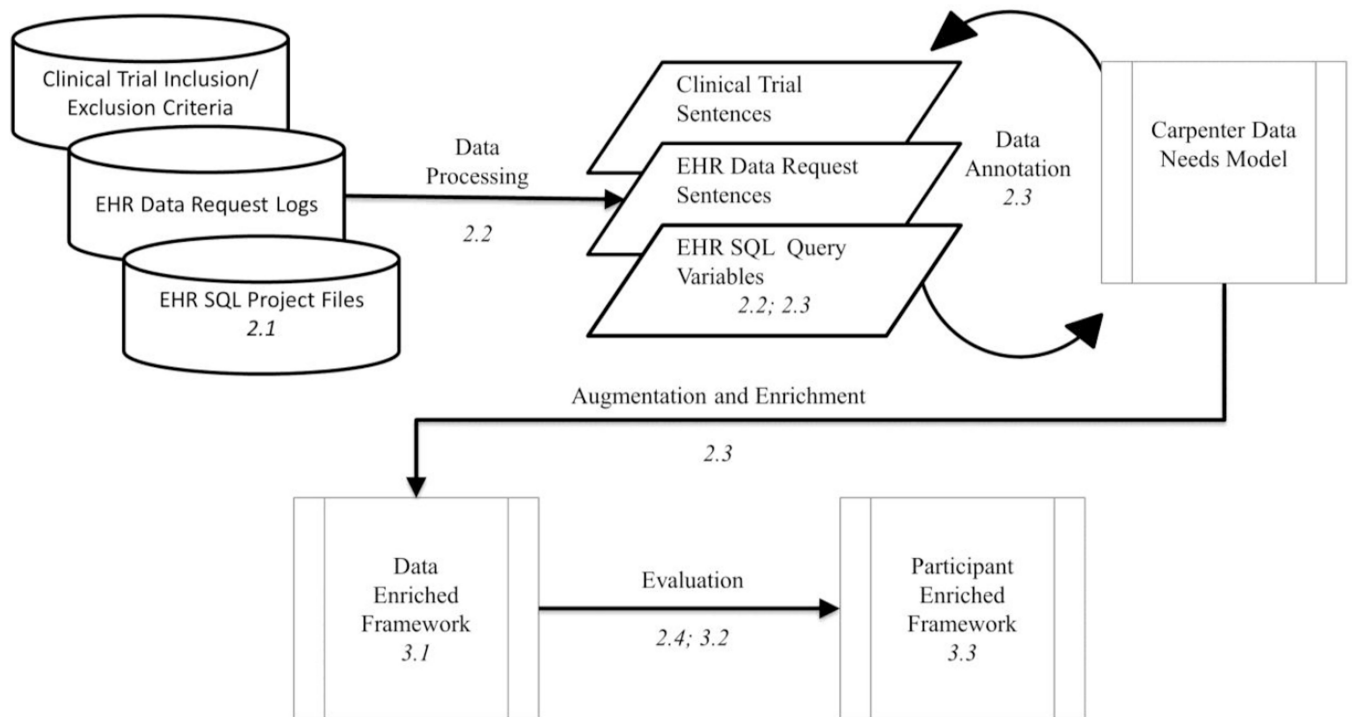 Clinical Trial Inclusion/
Exclusion Criteria
EHR Data Request Logs
EHR SQL Project Files
2.1
Data
Processing
2.2
Clinical Trial
Sentences
EHR Data Request
Sentences
EHR SQL Query
Variables
2.2; 2.3
Data
Annotation
2.3
Carpenter Data
Needs Model
Augmentation and Enrichment
2.3
Data
Enriched
Framework
3.1
Evaluation
2.4; 3.2
Participant
Enriched
Framework
3.3